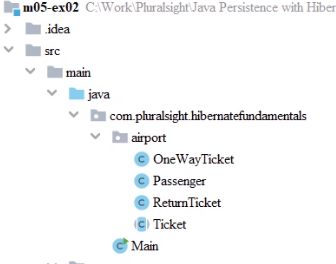 m05-ex02 C:\Work\Pluralsight\Java Persistence with Hiber
.idea
src
main
java
com.pluralsight.hibernatefundamentals
airport
OneWayTicket
Passenger
ReturnTicket
Ticket
Main